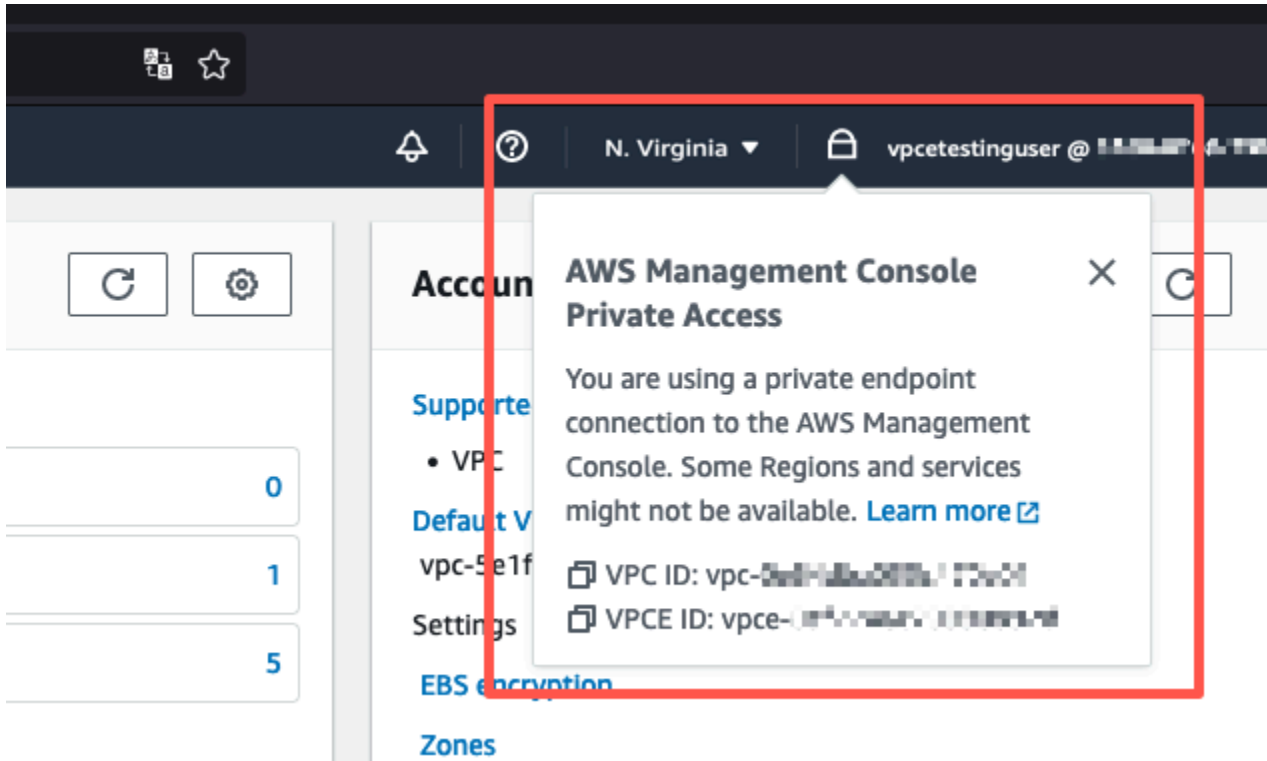 N. Virginia ▼
vpcetestinguser @
Accoun
AWS Management Console
Private Access
You are using a private endpoint
connection to the AWS Management
Console. Some Regions and services
might not be available. Learn more
VPC ID: vpc-
VPCE ID: vpce-
Supporte
• VPC
Default V
vpc-5e1f
Settings
EBS encryption
Zones
0
1
5